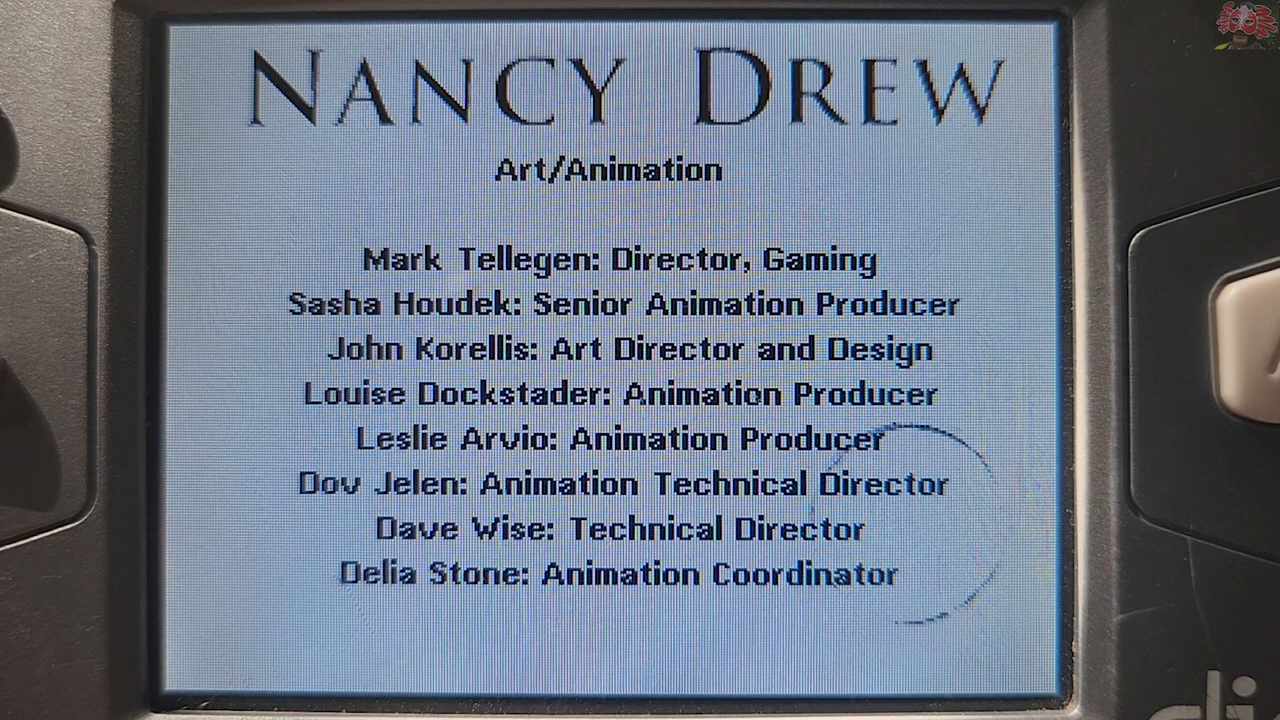 NANCY DREW
Art/Animation
Mark Tellegen: Director, Gaming
Sasha Houdek: Senior Animation Producer
John Korellis: Art Director and Design
Louise Dockstader: Animation Producer
Leslie Arvio: Animation Producer
Dov Jelen: Animation Technical Director
Dave Wise: Technical Director
Delia Stone: Animation Coordinator